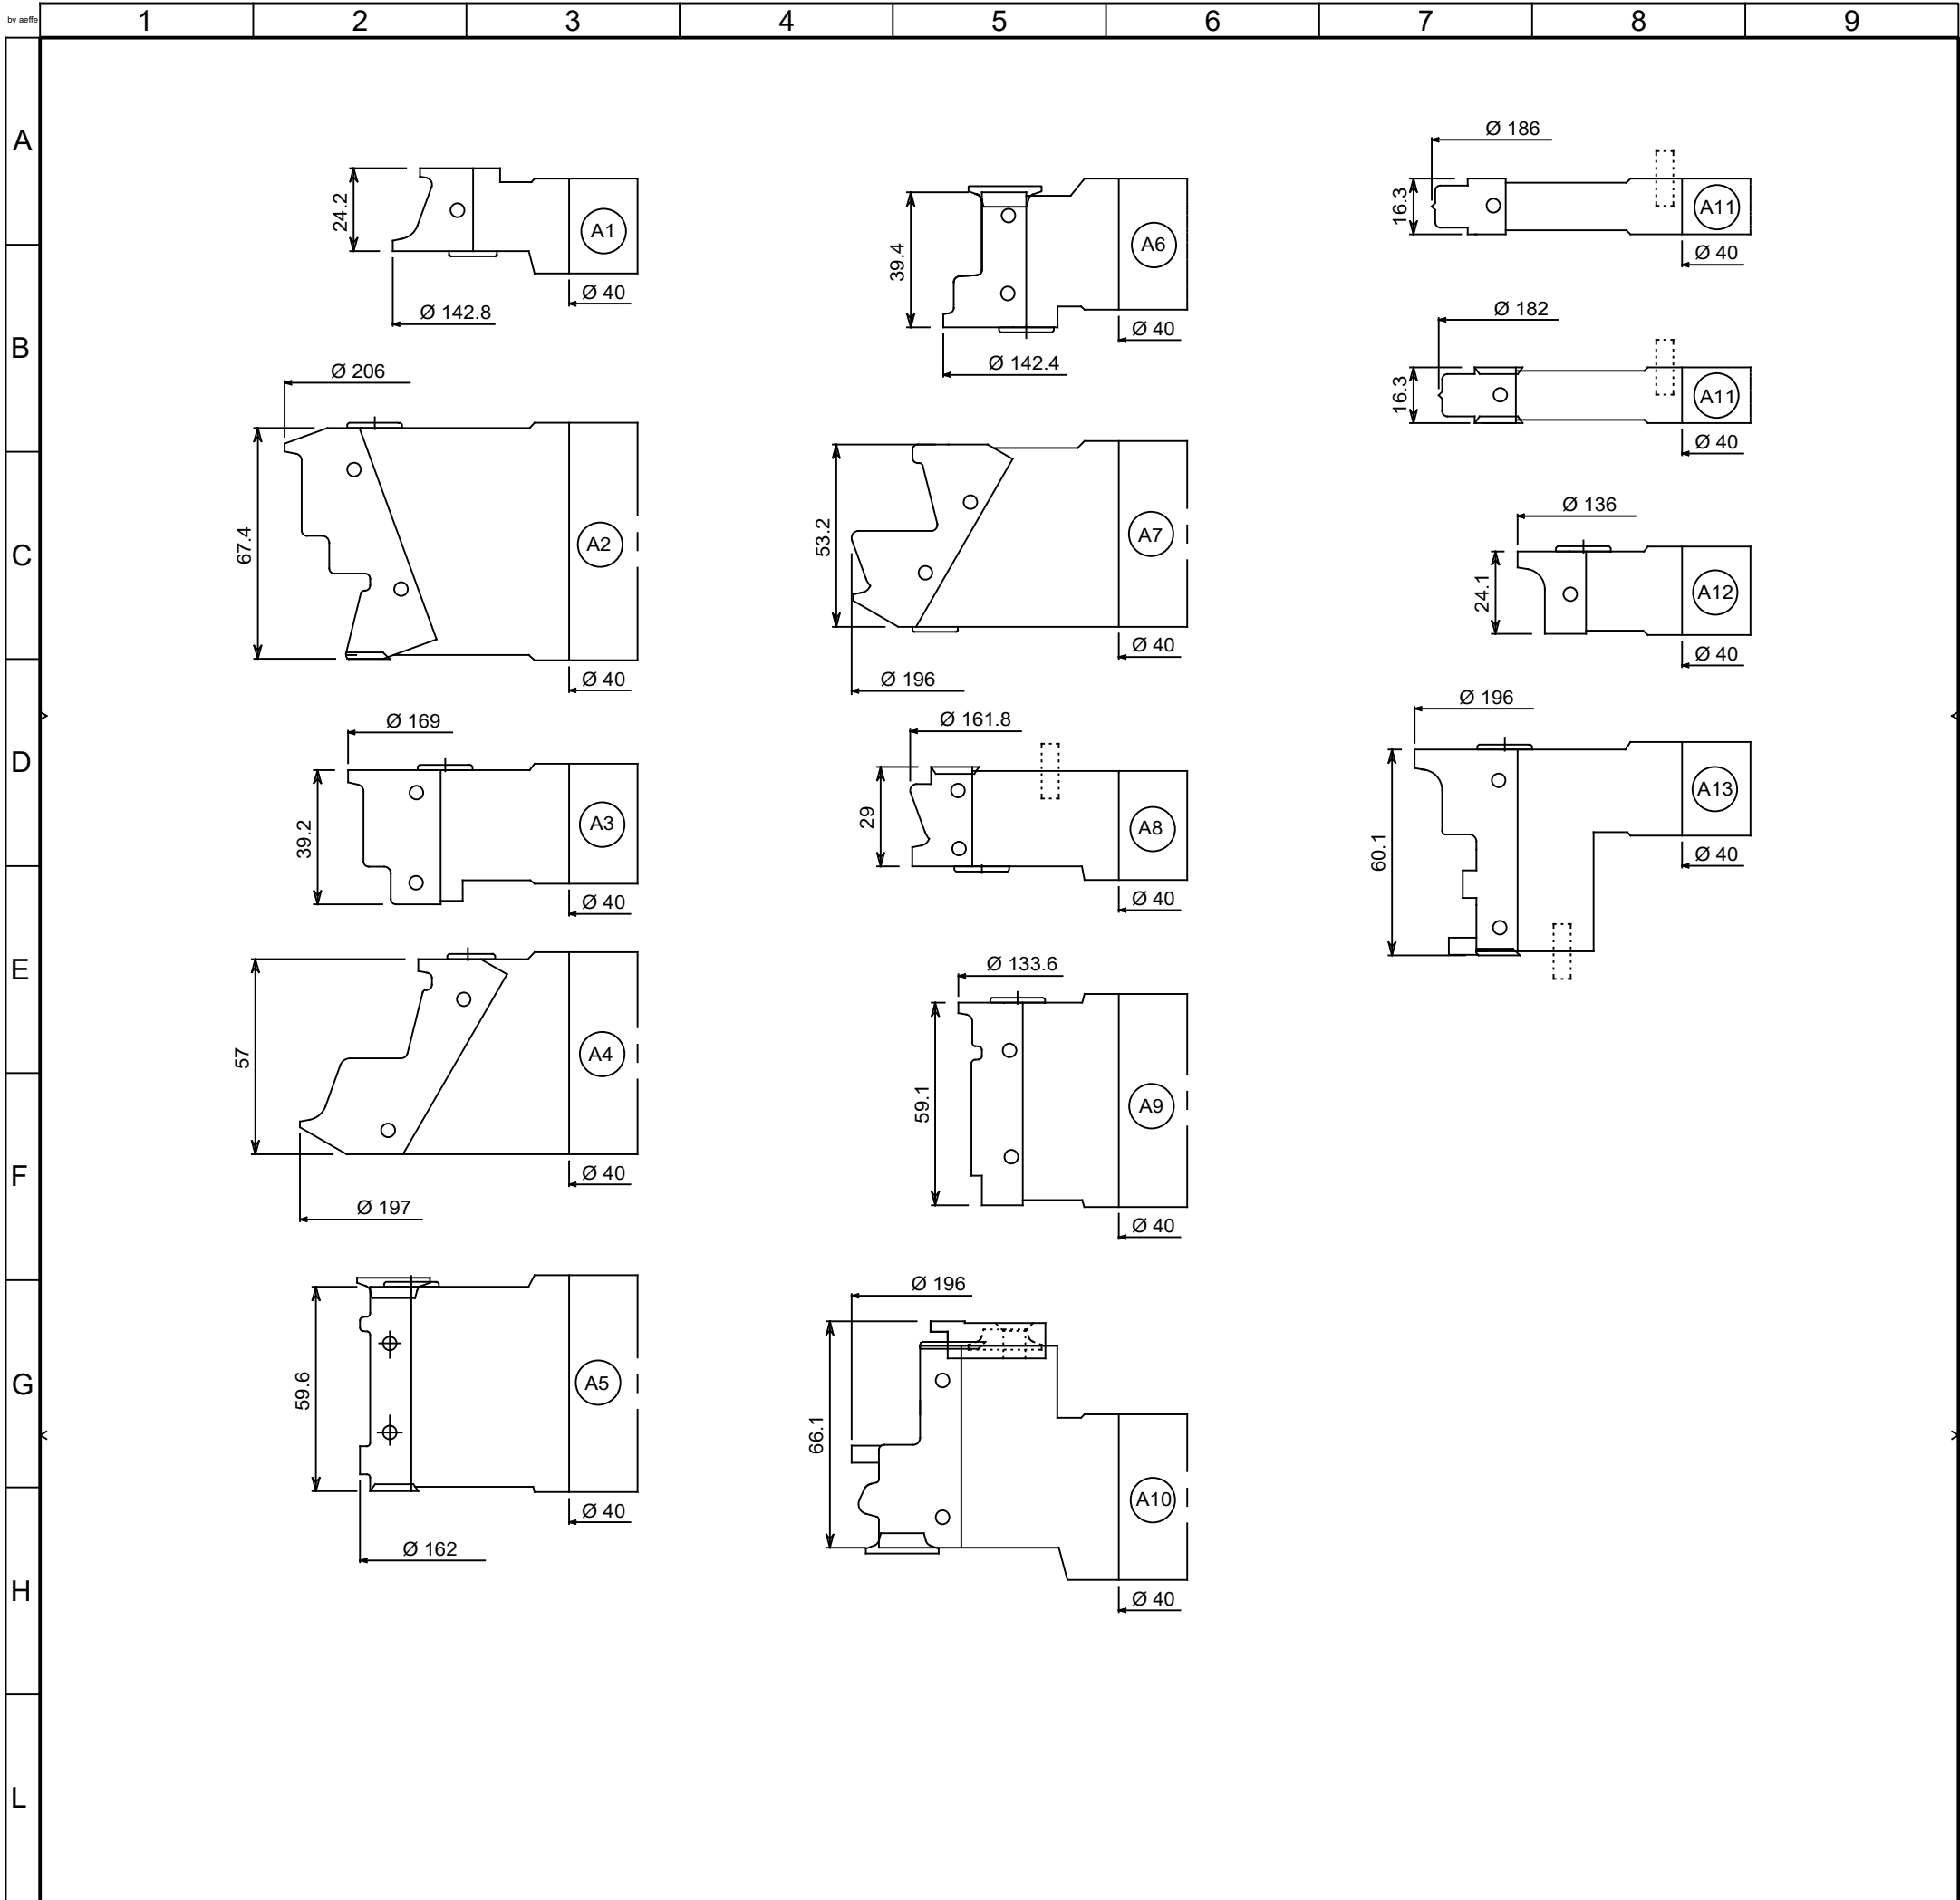 by aeffe
1 2 3 4 5 6 7 8 9
A
B
C
D
E
F
G
H
L
24.2
A1
Ø 40
Ø 142.8
Ø 206
67.4
A2
Ø 40
Ø 169
39.2
A3
Ø 40
57
A4
Ø 40
Ø 197
59.6
A5
Ø 40
Ø 162
39.4
A6
Ø 40
Ø 142.4
53.2
A7
Ø 40
Ø 196
Ø 161.8
29
A8
Ø 40
Ø 133.6
59.1
A9
Ø 40
Ø 196
66.1
A10
Ø 40
Ø 186
16.3
A11
Ø 40
Ø 182
16.3
A11
Ø 40
Ø 136
24.1
A12
Ø 40
Ø 196
60.1
A13
Ø 40